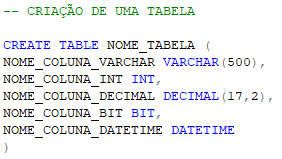 -- CRIAÇÃO DE UMA TABELA
CREATE TABLE NOME_TABELA (
NOME_COLUNA_VARCHAR VARCHAR(500),
NOME_COLUNA_INT INT,
NOME_COLUNA_DECIMAL DECIMAL(17,2),
NOME_COLUNA_BIT BIT,
NOME_COLUNA_DATETIME DATETIME
)